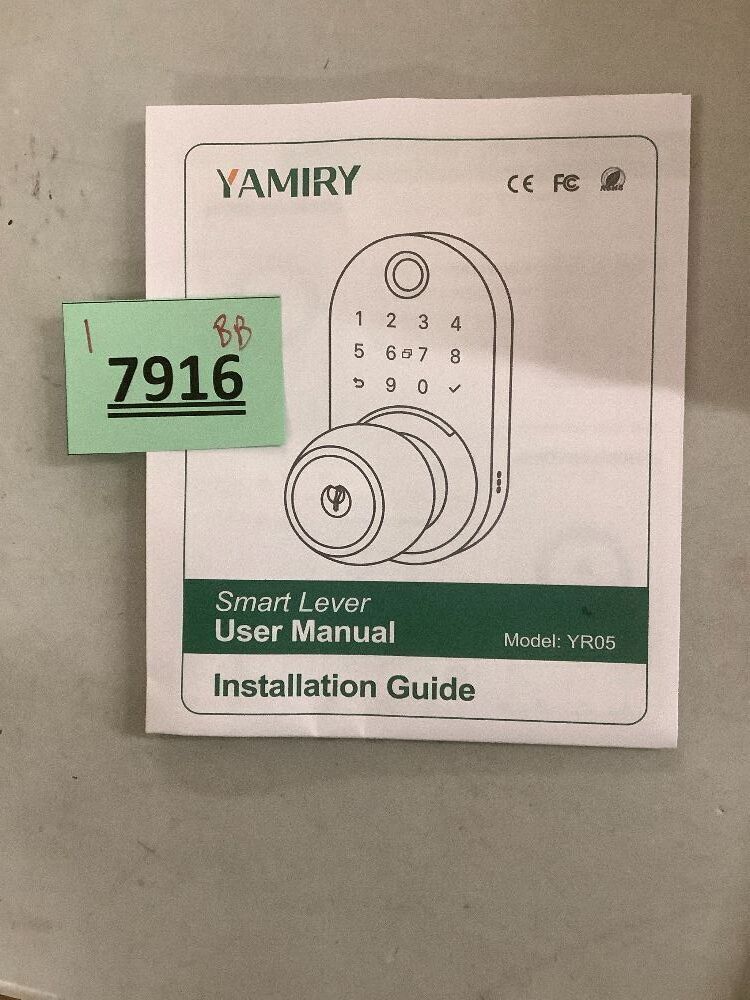 YAMIRY
CE FC RoHS
1 BB
7916
1 2 3 4
5 6 7 8
9 0
Smart Lever
User Manual
Model: YR05
Installation Guide